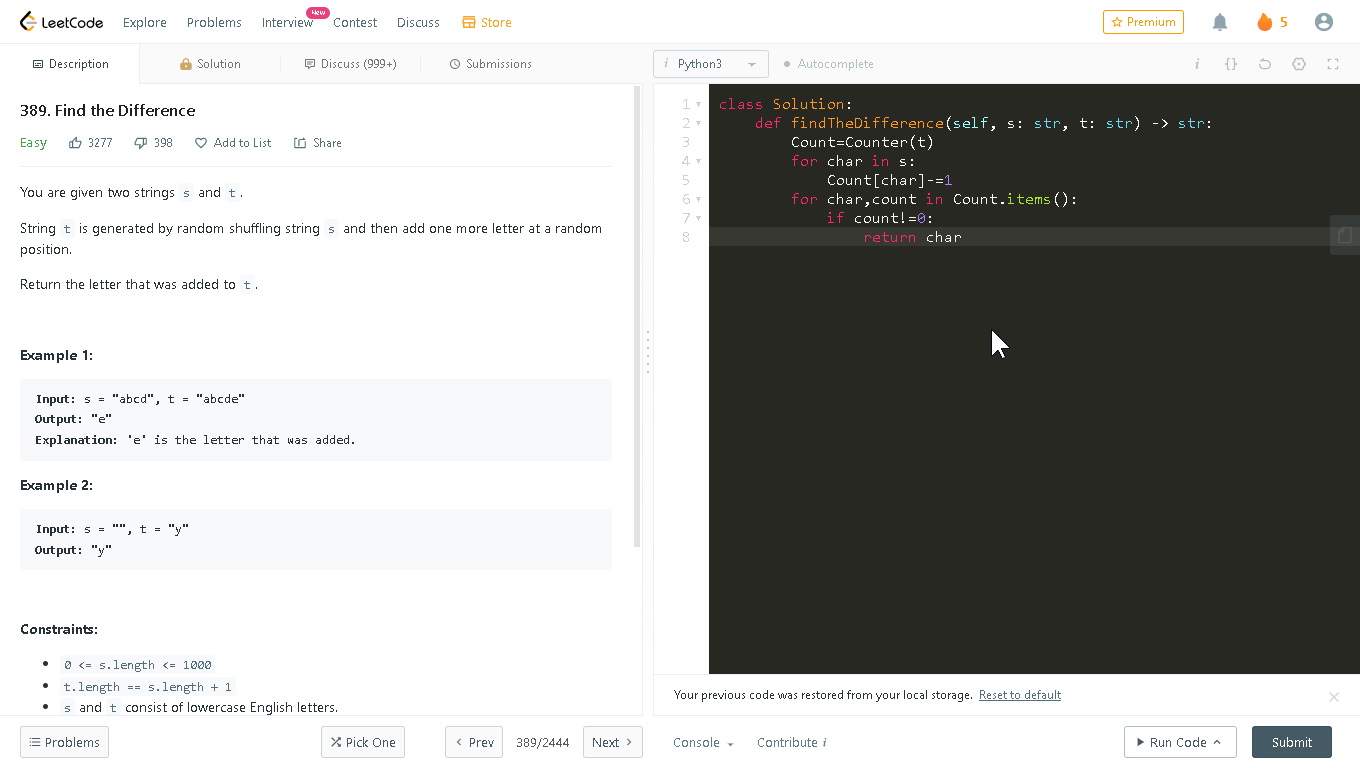 LeetCode Explore Problems Interview New Contest Discuss Store Premium 5
Description Solution Discuss (999+) Submissions
389. Find the Difference
Easy 3277 398 Add to List Share
You are given two strings s and t.
String t is generated by random shuffling string s and then add one more letter at a random
position.
Return the letter that was added to t.
Example 1:
Input: s = "abcd", t = "abcde"
Output: "e"
Explanation: 'e' is the letter that was added.
Example 2:
Input: s = "", t = "y"
Output: "y"
Constraints:
0 <= s.length <= 1000
t.length == s.length + 1
s and t consist of lowercase English letters.
Problems Pick One Prev 389/2444 Next
i Python3 Autocomplete i {}
1 class Solution:
2 def findTheDifference(self, s: str, t: str) -> str:
3 Count=Counter(t)
4 for char in s:
5 Count[char]-=1
6 for char,count in Count.items():
7 if count!=0:
8 return char
Your previous code was restored from your local storage. Reset to default
Console Contribute i Run Code Submit